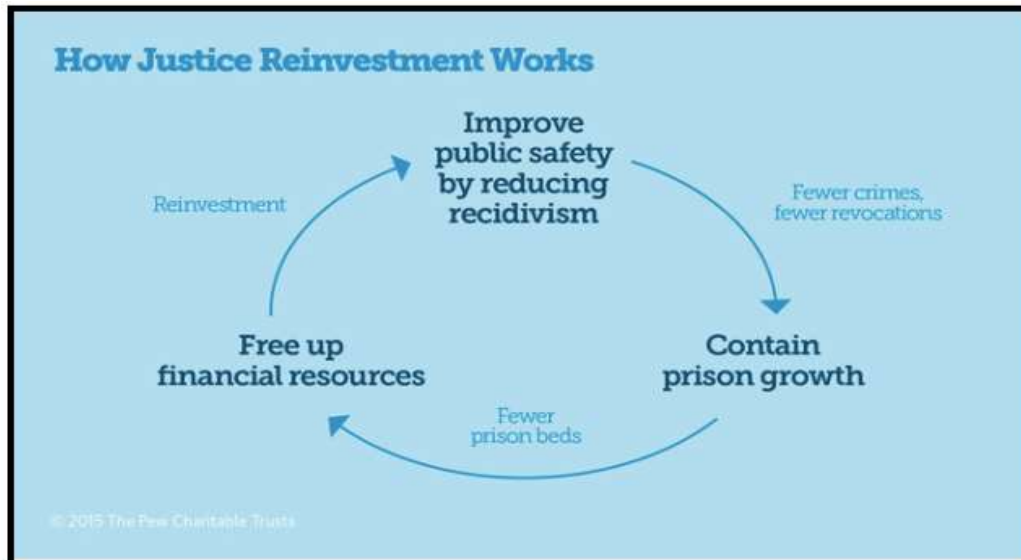 How Justice Reinvestment Works
Improve
public safety
by reducing
recidivism
Reinvestment
Fewer crimes,
fewer revocations
Free up
financial resources
Contain
prison growth
Fewer
prison beds
© 2015 The Pew Charitable Trusts